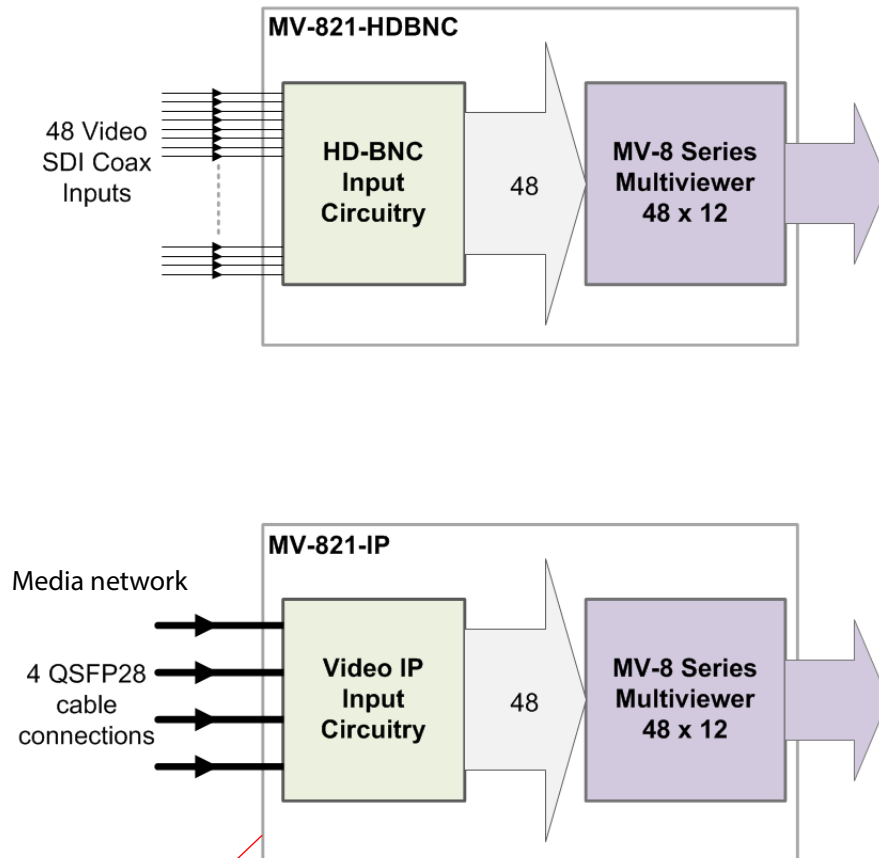 MV-821-HDBNC
48 Video
SDI Coax
Inputs
HD-BNC
Input
Circuitry
48
MV-8 Series
Multiviewer
48 x 12
MV-821-IP
Media network
4 QSFP28
cable
connections
Video IP
Input
Circuitry
48
MV-8 Series
Multiviewer
48 x 12